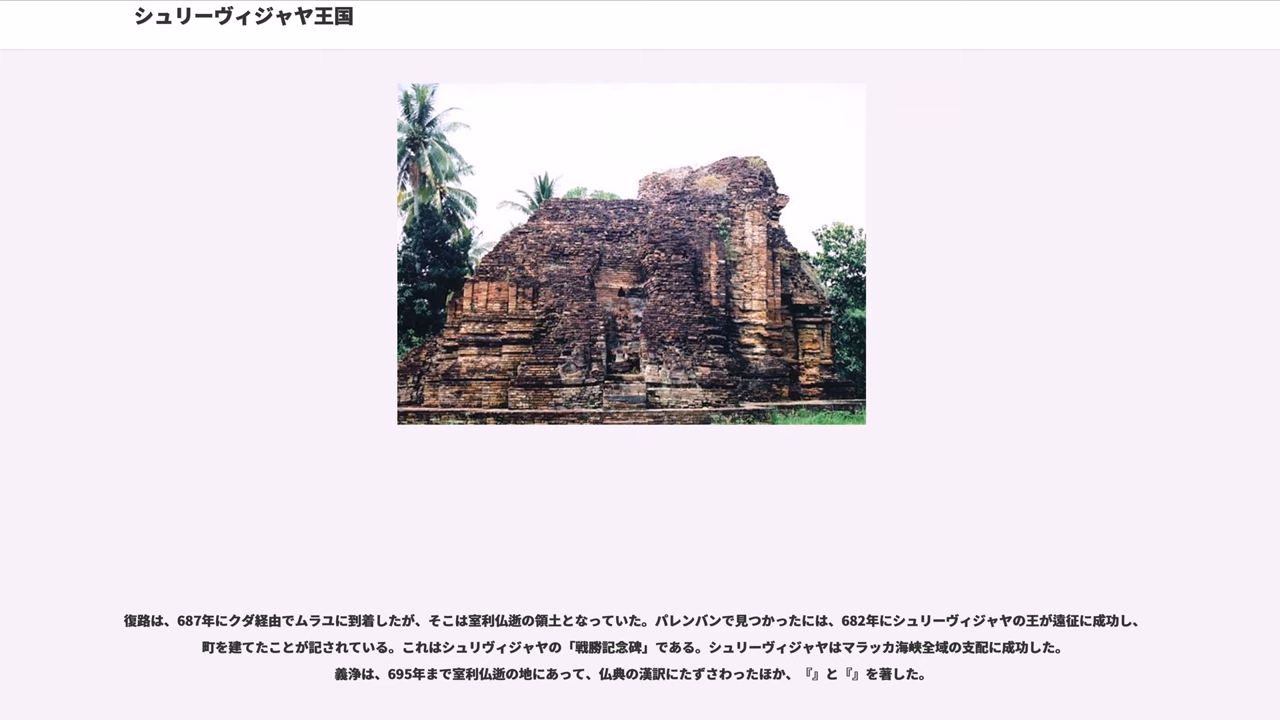 シュリーヴィジャヤ王国
復路は、687年にクダ経由でムラユに到着したが、そこは室利仏逝の領土となっていた。パレンバンで見つかったには、682年にシュリーヴィジャヤの王が遠征に成功し、
町を建てたことが記されている。これはシュリヴィジャヤの「戦勝記念碑」である。シュリーヴィジャヤはマラッカ海峡全域の支配に成功した。
義浄は、695年まで室利仏逝の地にあって、仏典の漢訳にたずさわったほか、『』と『』を著した。